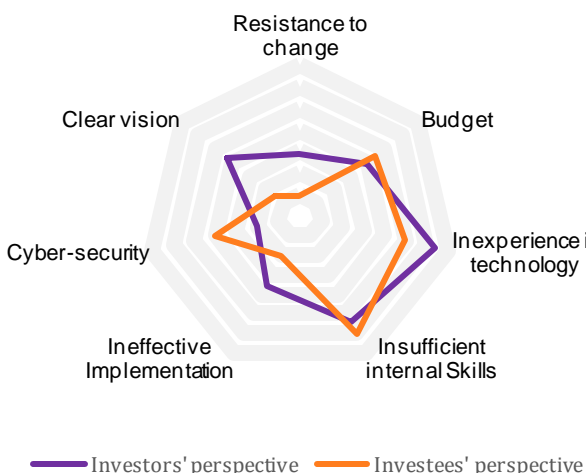 Resistance to
change
Clear vision
Budget
Cyber-security
Inexperience i
technology
Ineffective
Implementation
Insufficient
internal Skills
Investors' perspective
Investees' perspective